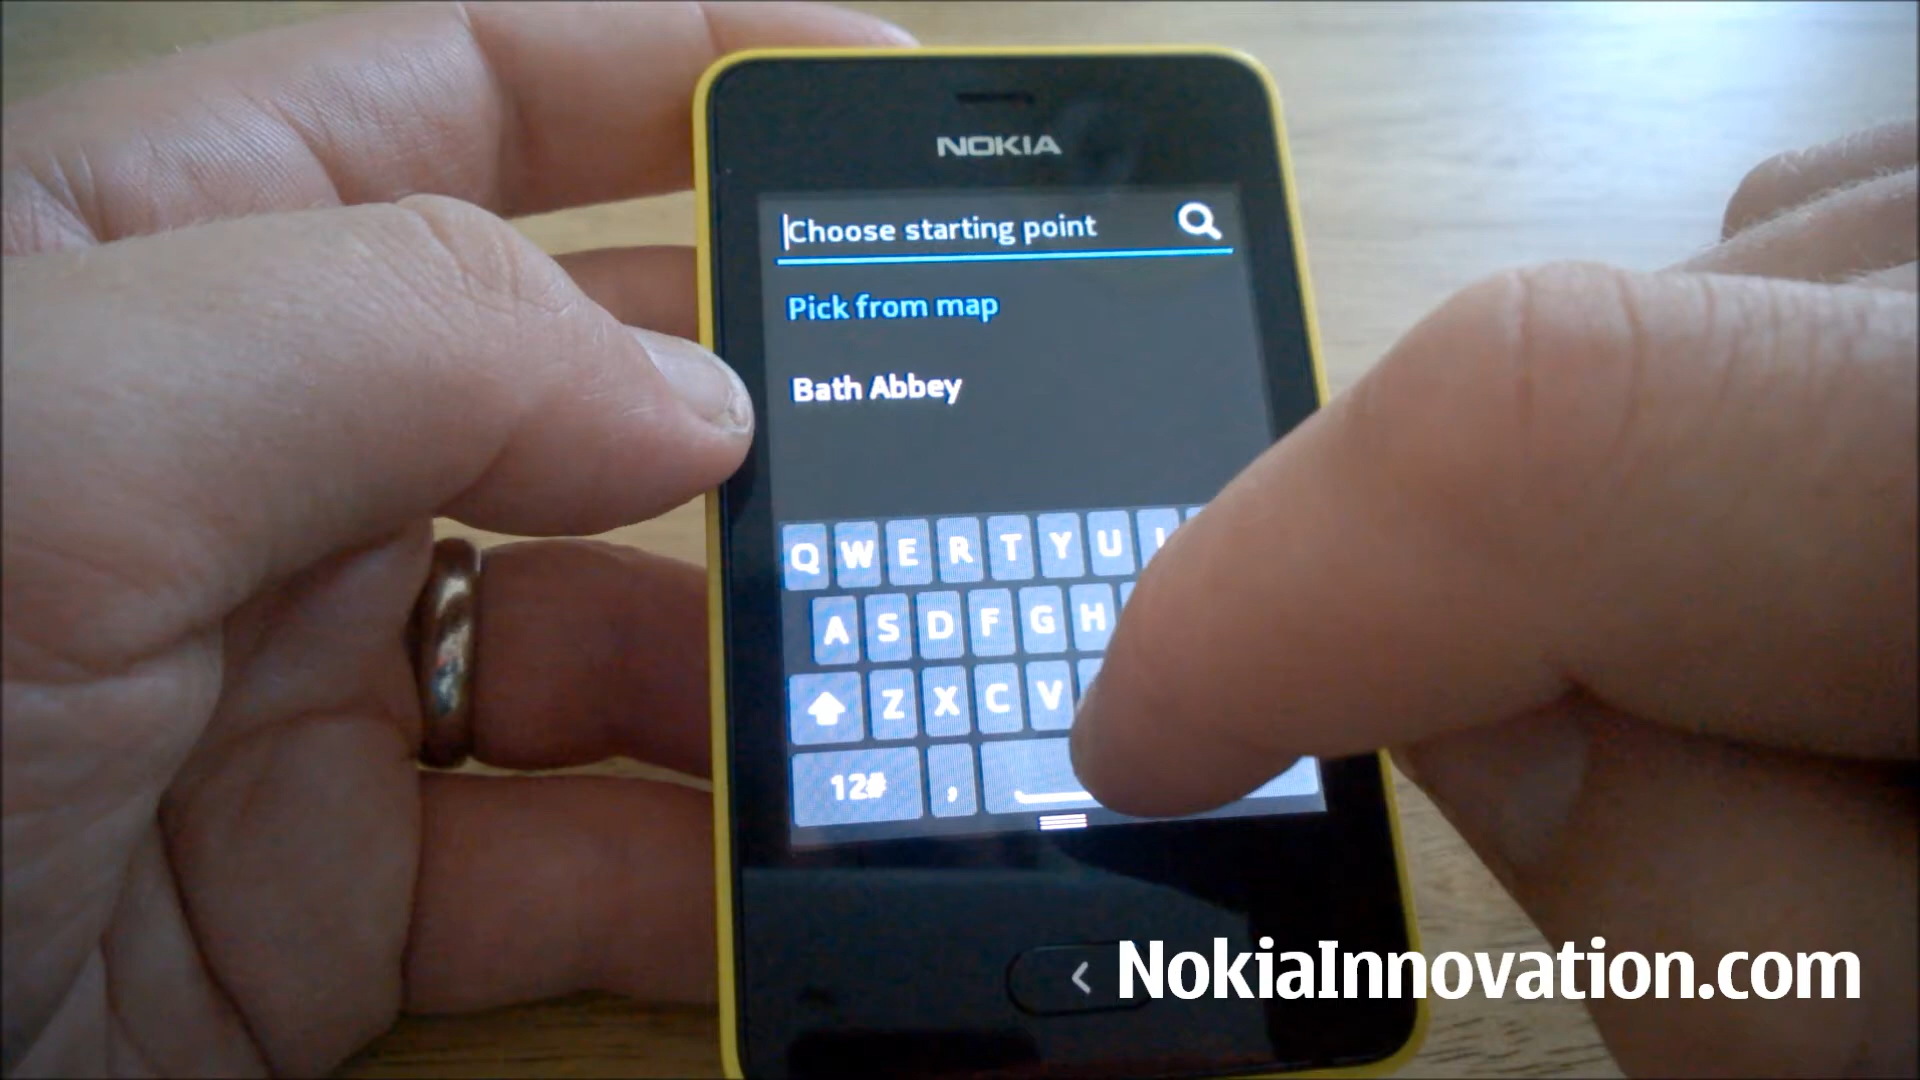 NOKIA
Choose starting point
Pick from map
Bath Abbey
Q W E R T Y U I
A S D F G H
Z X C V
12# ,
NokiaInnovation.com